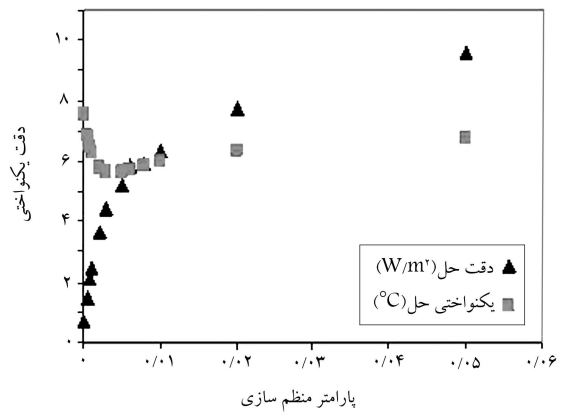 ۱۰
۸
۶
۴
۲
۰
دقت یکنواختی
دقت حل (W/m۲)
یکنواختی حل (°C)
۰ ۰/۰۱ ۰/۰۲ ۰/۰۳ ۰/۰۴ ۰/۰۵ ۰/۰۶
پارامتر منظم سازی